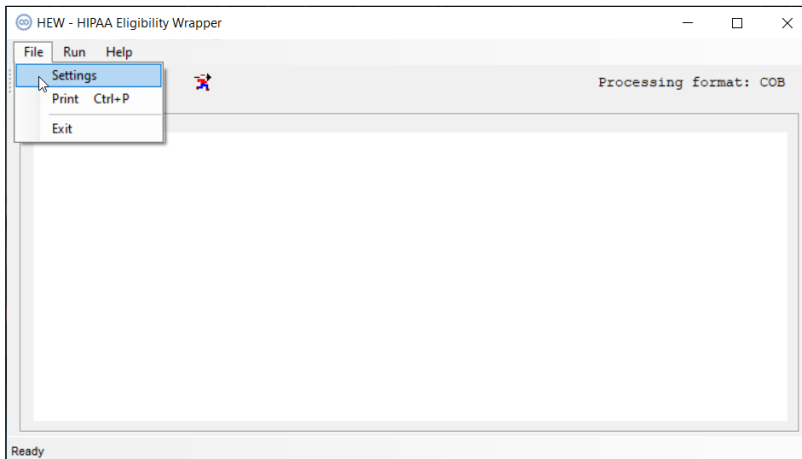 HEW - HIPAA Eligibility Wrapper
File Run Help
Settings
Processing format: COB
Print Ctrl+P
Exit
Ready